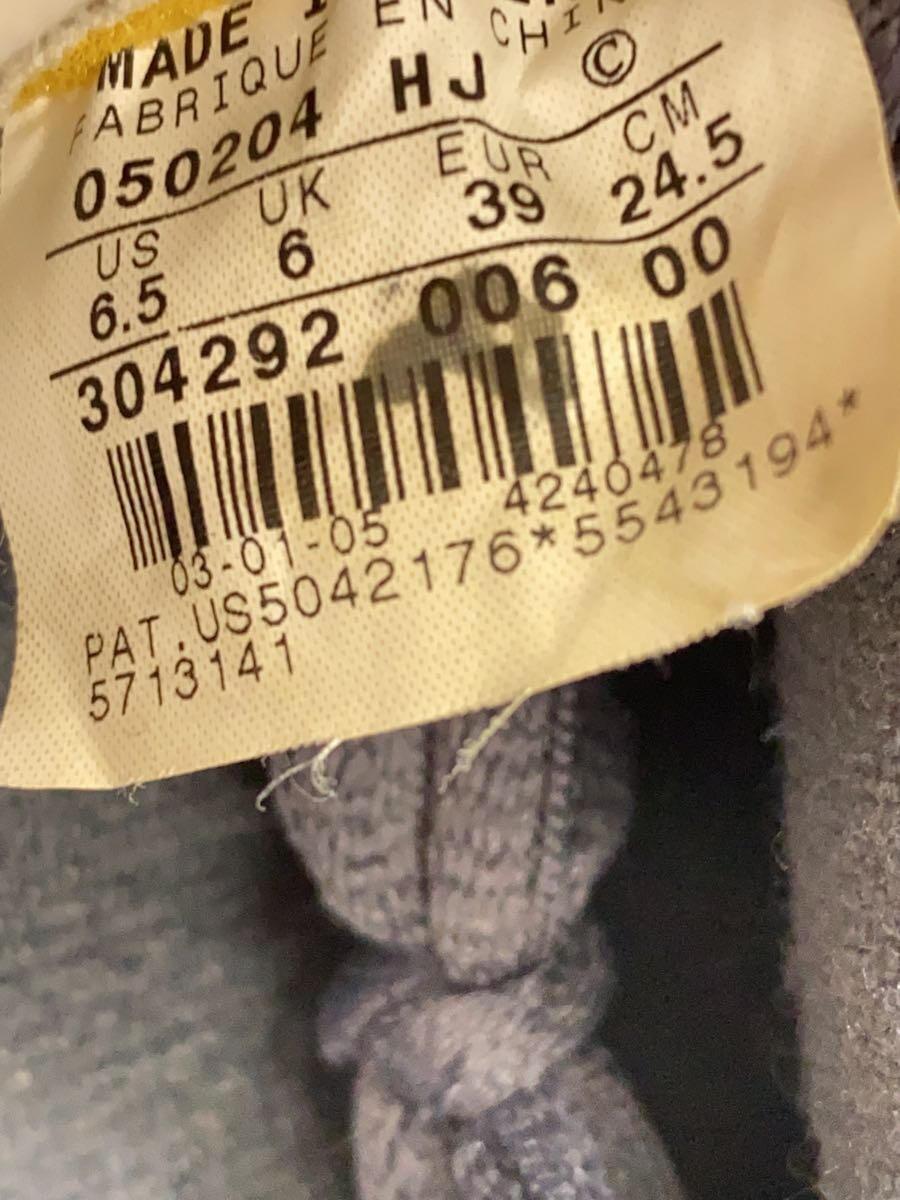 MADE I
FABRIQUE EN CHIN
050204 HJ ©
US UK EUR CM
6.5 6 39 24.5
304292 006 00
03-01-05 4240478
PAT.US5042176*5543194*
5713141